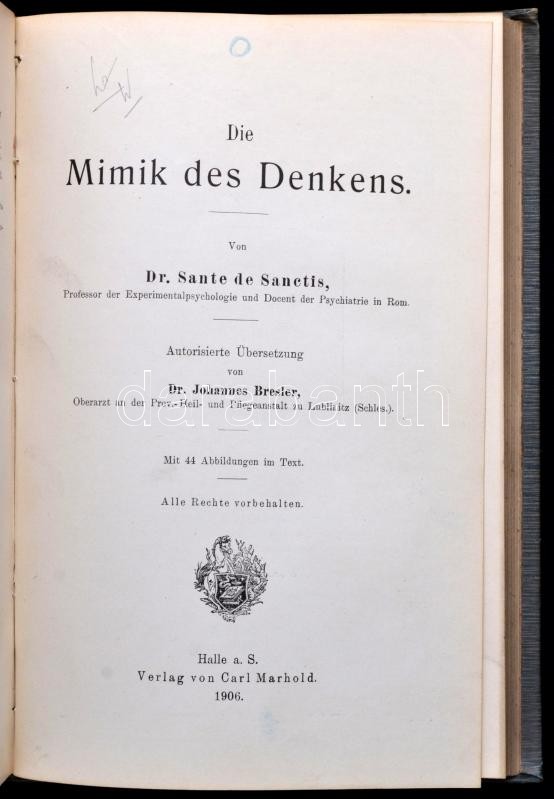 Die
Mimik des Denkens.
Von
Dr. Sante de Sanctis,
Professor der Experimentalpsychologie und Docent der Psychiatrie in Rom.
Autorisierte Übersetzung
von
Dr. Johannes Bresler,
Oberarzt an der Prov.-Heil- und Pflegeanstalt zu Lublinitz (Schles.).
darabanth
Mit 44 Abbildungen im Text.
Alle Rechte vorbehalten.
Halle a. S.
Verlag von Carl Marhold.
1906.